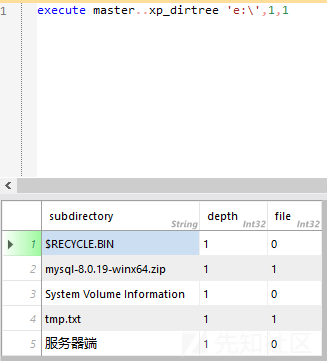 1 execute master..xp_dirtree 'e:\',1,1
subdirectory depth file
String Int32 Int32
1 $RECYCLE.BIN 1 0
2 mysql-8.0.19-winx64.zip 1 1
3 System Volume Information 1 0
4 tmp.txt 1 1
5 服务器端 1 0
先知社区